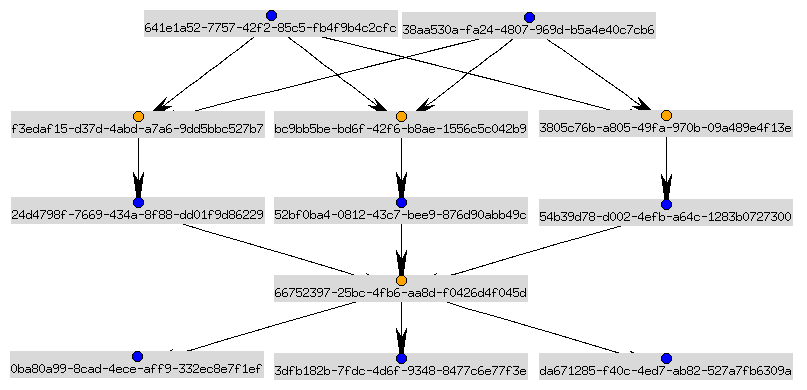 641e1a52-7757-42f2-85c5-fb4f9b4c2cfc
38aa530a-fa24-4807-969d-b5a4e40c7cb6
f3edaf15-d37d-4abd-a7a6-9dd5bbc527b7
bc9bb5be-bd6f-42f6-b8ae-1556c5c042b9
3805c76b-a805-49fa-970b-09a489e4f13e
24d4798f-7669-434a-8f88-dd01f9d86229
52bf0ba4-0812-43c7-bee9-876d90abb49c
54b39d78-d002-4efb-a64c-1283b0727300
66752397-25bc-4fb6-aa8d-f0426d4f045d
0ba80a99-8cad-4ece-aff9-332ec8e7f1ef
3dfb182b-7fdc-4d6f-9348-8477c6e77f3e
da671285-f40c-4ed7-ab82-527a7fb6309a